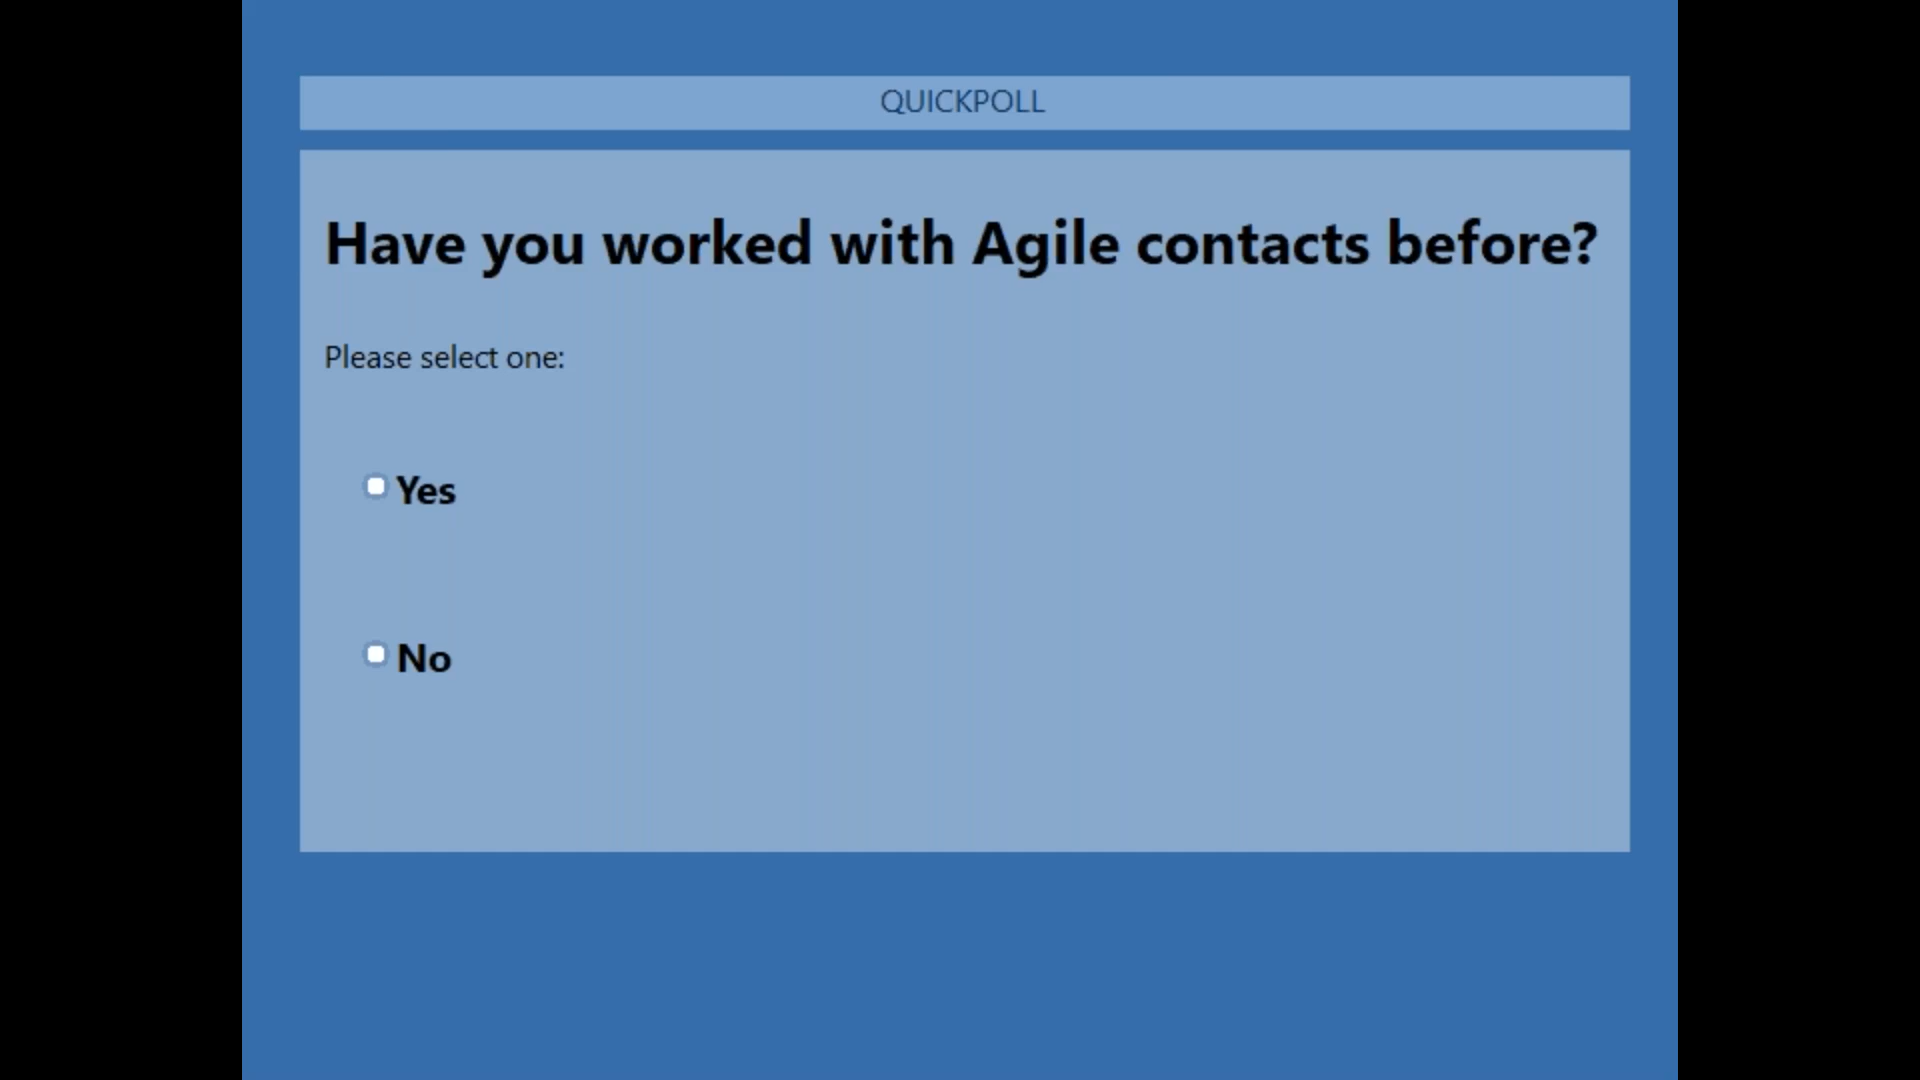 QUICKPOLL
Have you worked with Agile contacts before?
Please select one:
Yes
No